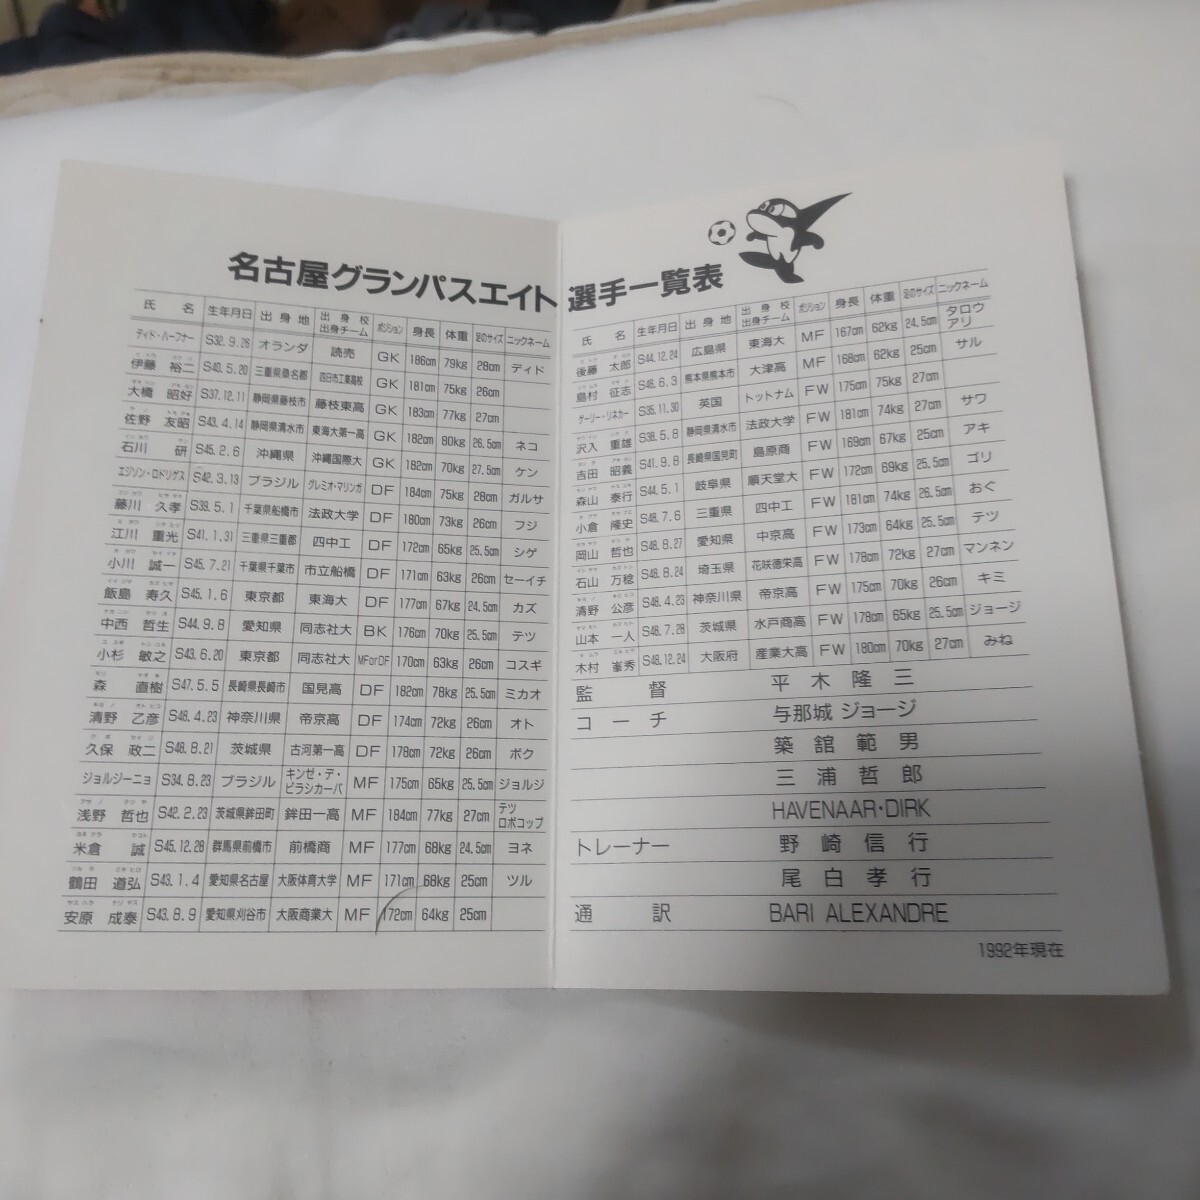 名古屋グランパスエイト選手一覧表
氏 名 生年月日 出身地 出身校 出身チーム ポジション 身長 体重 足のサイズ ニックネーム
ディド・ハーフナー S32.9.26 オランダ 読売 GK 186cm 79kg 28cm ディド
伊藤 裕二 S40.5.20 三重県桑名郡 四日市工業高校 GK 181cm 75kg 26cm
大橋 昭好 S37.12.11 静岡県藤枝市 藤枝東高 GK 183cm 77kg 27cm
佐野 友昭 S43.4.14 静岡県清水市 東海大第一高 GK 182cm 80kg 26.5cm ネコ
石川 研 S45.2.6 沖縄県 沖縄国際大 GK 182cm 70kg 27.5cm ケン
エジソン・ロドリゲス S42.3.13 ブラジル グレミオ・マリンガ DF 184cm 75kg 28cm ガルサ
藤川 久孝 S39.5.1 千葉県船橋市 法政大学 DF 180cm 73kg 26cm フジ
江川 重光 S41.1.31 三重県三重郡 四中工 DF 172cm 65kg 25.5cm シゲ
小川 誠一 S45.7.21 千葉県千葉市 市立船橋 DF 171cm 63kg 26cm セーイチ
飯島 寿久 S45.1.6 東京都 東海大 DF 177cm 67kg 24.5cm カズ
中西 哲生 S44.9.8 愛知県 同志社大 BK 176cm 70kg 25.5cm テツ
小杉 敏之 S43.6.20 東京都 同志社大 MForDF 170cm 63kg 26cm コスギ
森 直樹 S47.5.5 長崎県長崎市 国見高 DF 182cm 78kg 25.5cm ミカオ
清野 乙彦 S48.4.23 神奈川県 帝京高 DF 174cm 72kg 26cm オト
久保 政二 S48.8.21 茨城県 古河第一高 DF 178cm 72kg 26cm ボク
ジョルジーニョ S34.8.23 ブラジル キンゼ・デ・ピラシカーバ MF 175cm 65kg 25.5cm ジョルジ
浅野 哲也 S42.2.23 茨城県鉾田町 鉾田一高 MF 184cm 77kg 27cm テツ ロボコップ
米倉 誠 S45.12.28 群馬県前橋市 前橋商 MF 177cm 68kg 24.5cm ヨネ
鶴田 道弘 S43.1.4 愛知県名古屋 大阪体育大学 MF 171cm 68kg 25cm ツル
安原 成泰 S43.8.9 愛知県刈谷市 大阪商業大 MF 172cm 64kg 25cm
氏 名 生年月日 出身地 出身校 出身チーム ポジション 身長 体重 足のサイズ ニックネーム
後藤 太郎 S44.12.24 広島県 東海大 MF 167cm 62kg 24.5cm タロウ アリ
島村 征志 S48.6.3 熊本県熊本市 大津高 MF 168cm 62kg 25cm サル
ゲーリー・リネカー S35.11.30 英国 トットナム FW 175cm 75kg 27cm
沢入 重雄 S38.5.8 静岡県清水市 法政大学 FW 181cm 74kg 27cm サワ
吉田 昭義 S41.9.8 長崎県国見町 島原商 FW 169cm 67kg 25cm アキ
森山 泰行 S44.5.1 岐阜県 順天堂大 FW 172cm 69kg 25.5cm ゴリ
小倉 隆史 S48.7.6 三重県 四中工 FW 181cm 74kg 26.5cm おぐ
岡山 哲也 S48.8.27 愛知県 中京高 FW 173cm 64kg 25.5cm テツ
石山 万稔 S48.8.24 埼玉県 花咲徳栄高 FW 178cm 72kg 27cm マンネン
清野 公彦 S48.4.23 神奈川県 帝京高 FW 175cm 70kg 26cm キミ
山本 一人 S48.7.28 茨城県 水戸商高 FW 178cm 65kg 25.5cm ジョージ
木村 峯秀 S48.12.24 大阪府 産業大高 FW 180cm 70kg 27cm みね
監 督 平木隆三
コーチ 与那城 ジョージ
築舘範男
三浦哲郎
HAVENAAR・DIRK
トレーナー 野崎信行
尾白孝行
通 訳 BARI ALEXANDRE
1992年現在